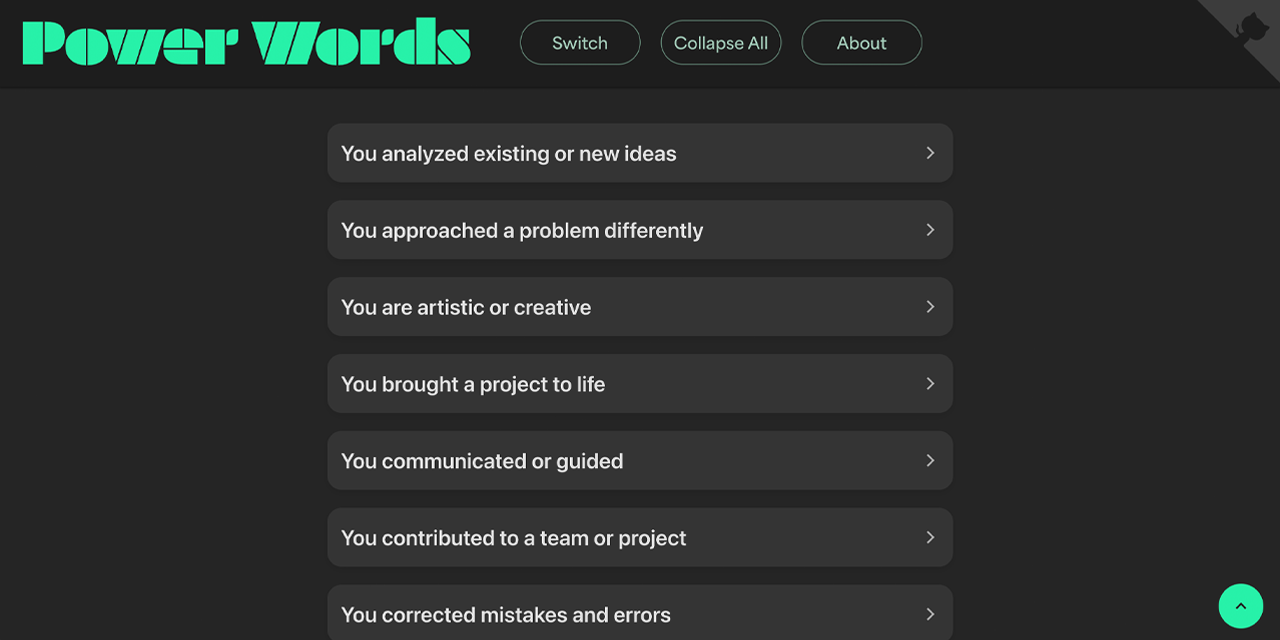 Power Words
Switch
Collapse All
About
You analyzed existing or new ideas
You approached a problem differently
You are artistic or creative
You brought a project to life
You communicated or guided
You contributed to a team or project
You corrected mistakes and errors